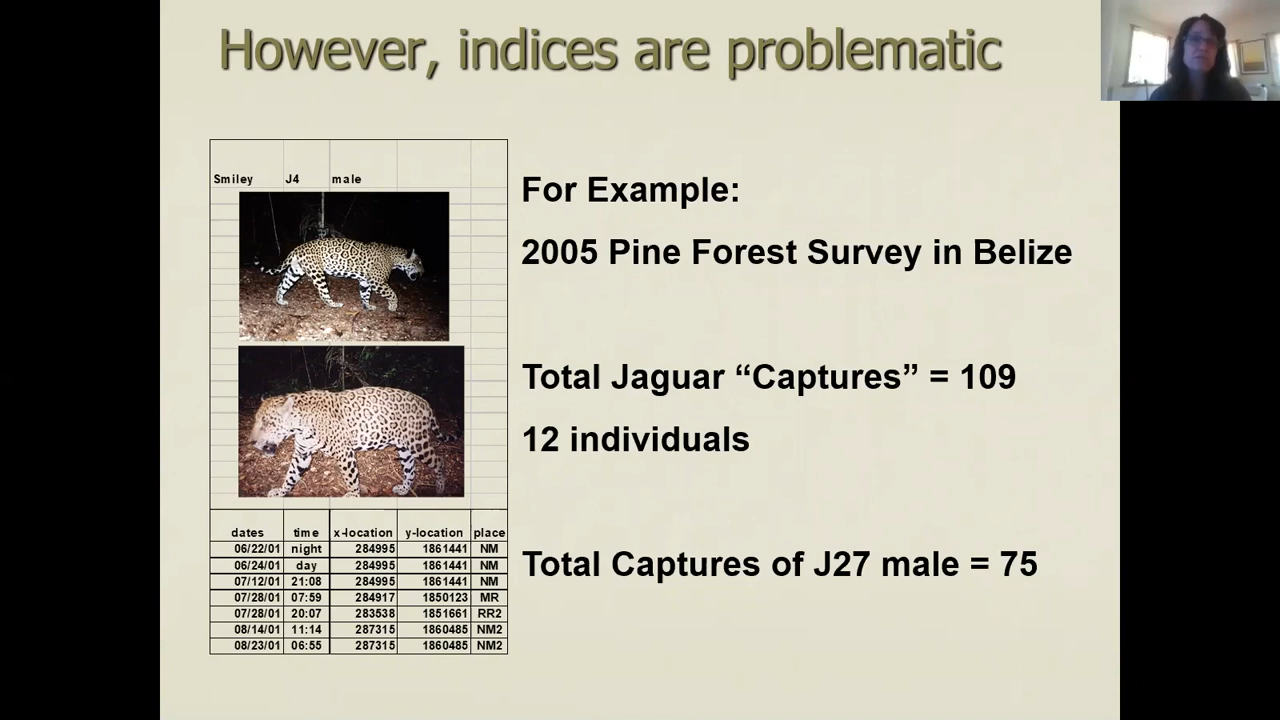 However, indices are problematic
Smiley J4 male
For Example:
2005 Pine Forest Survey in Belize
Total Jaguar “Captures” = 109
12 individuals
Total Captures of J27 male = 75
dates time x-location y-location place
06/22/01 night 284995 1861441 NM
06/24/01 day 284995 1861441 NM
07/12/01 21:08 284995 1861441 NM
07/28/01 07:59 284917 1850123 MR
07/28/01 20:07 283538 1851661 RR2
08/14/01 11:14 287315 1860485 NM2
08/23/01 06:55 287315 1860485 NM2